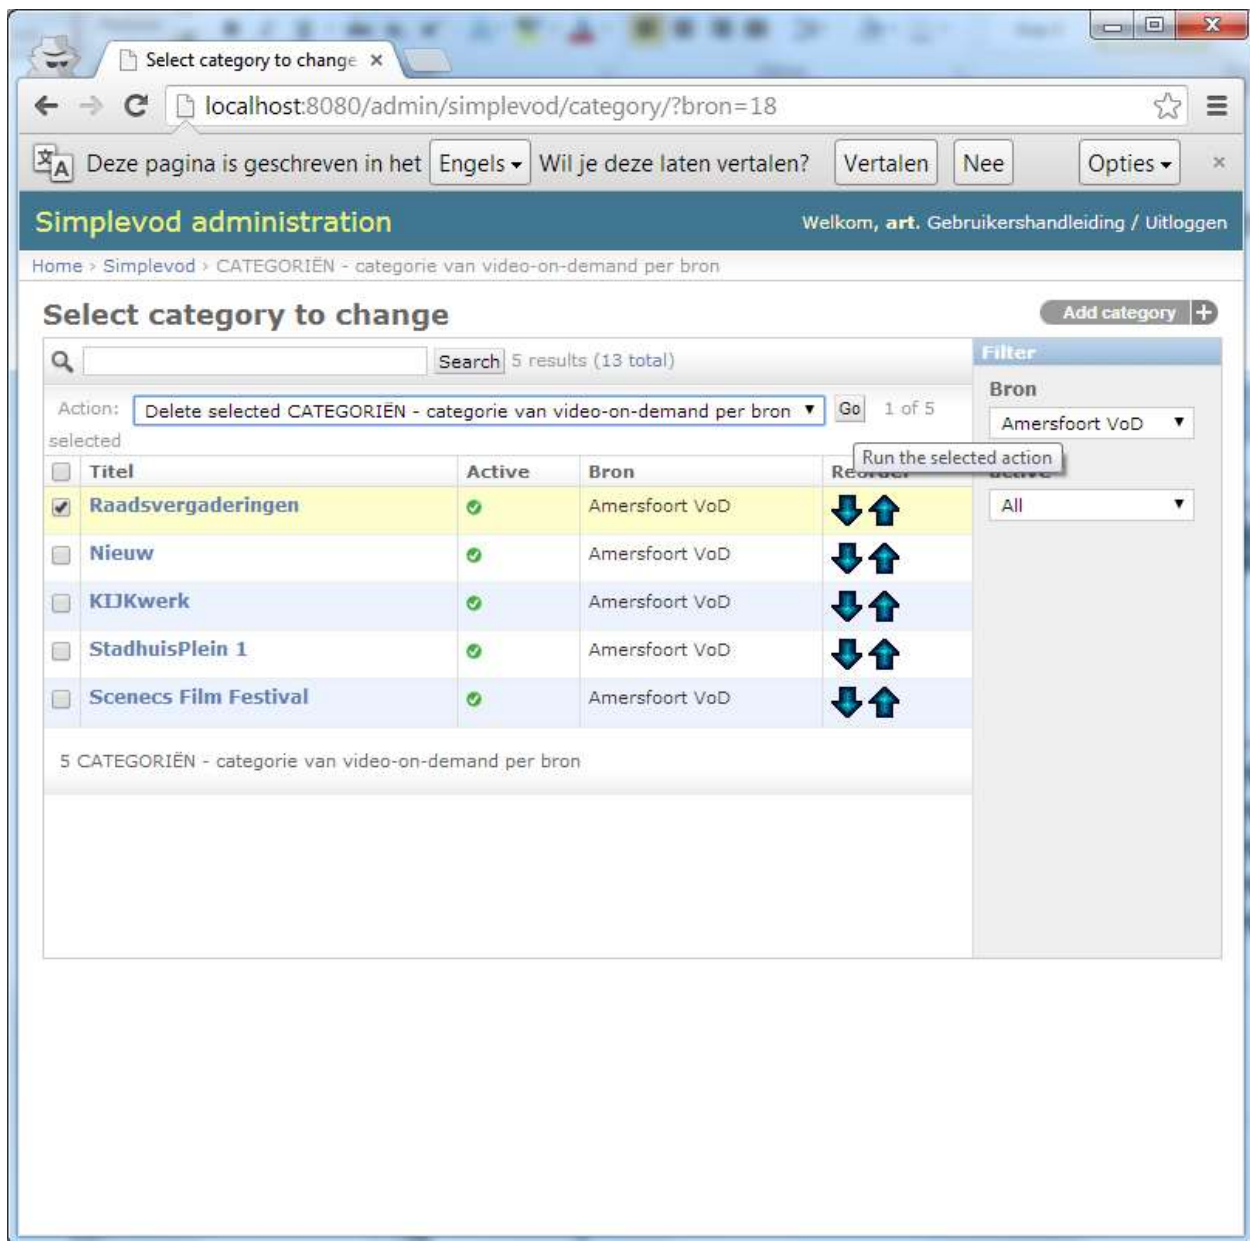 Select category to change
localhost:8080/admin/simplevod/category/?bron=18
Deze pagina is geschreven in het Engels Wil je deze laten vertalen? Vertalen Nee Opties
Simplevod administration
Welkom, art. Gebruikershandleiding / Uitloggen
Home › Simplevod › CATEGORIËN - categorie van video-on-demand per bron
Select category to change
Add category +
Search 5 results (13 total)
Action: Delete selected CATEGORIËN - categorie van video-on-demand per bron Go 1 of 5
selected
Run the selected action
Titel Active Bron Reorder
Raadsvergaderingen Amersfoort VoD
Nieuw Amersfoort VoD
KIJKwerk Amersfoort VoD
StadhuisPlein 1 Amersfoort VoD
Scenecs Film Festival Amersfoort VoD
5 CATEGORIËN - categorie van video-on-demand per bron
Filter
Bron
Amersfoort VoD
active
All